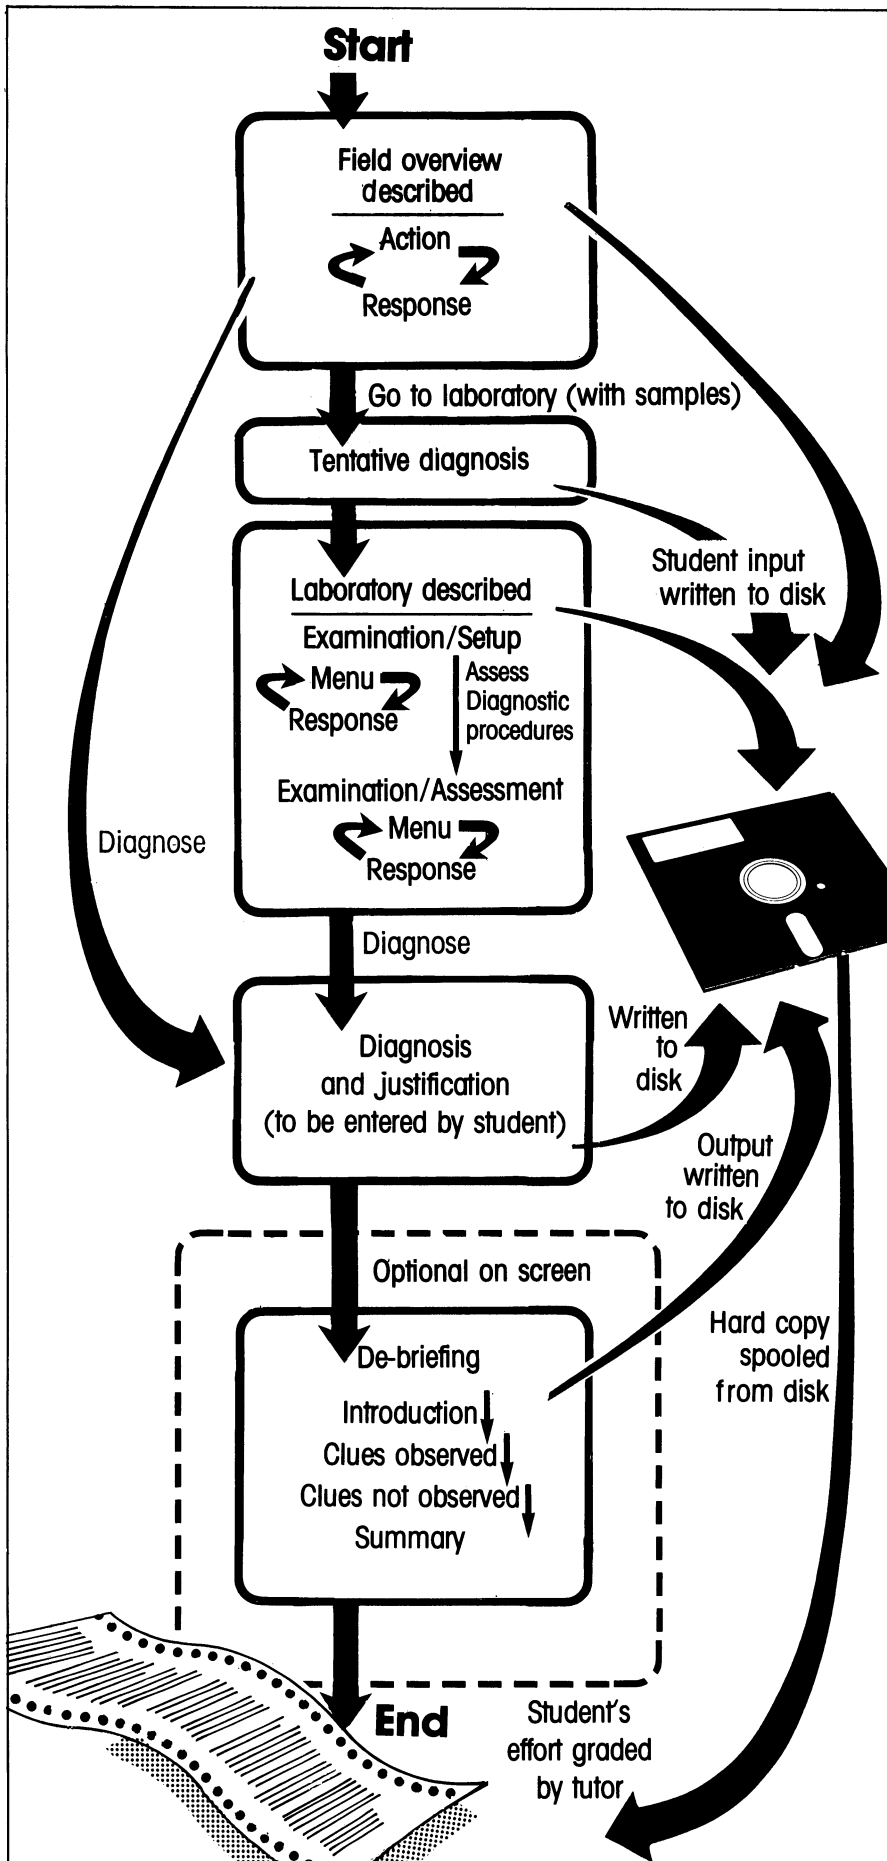 Start
Field overview
described
Action
Response
Go to laboratory (with samples)
Tentative diagnosis
Student input
written to disk
Laboratory described
Examination/Setup
Menu
Response
Assess
Diagnostic
procedures
Examination/Assessment
Menu
Response
Diagnose
Diagnose
Diagnosis
and justification
(to be entered by student)
Written
to
disk
Output
written
to disk
Optional on screen
De-briefing
Introduction
Clues observed
Clues not observed
Summary
Hard copy
spooled
from disk
End
Student's
effort graded
by tutor